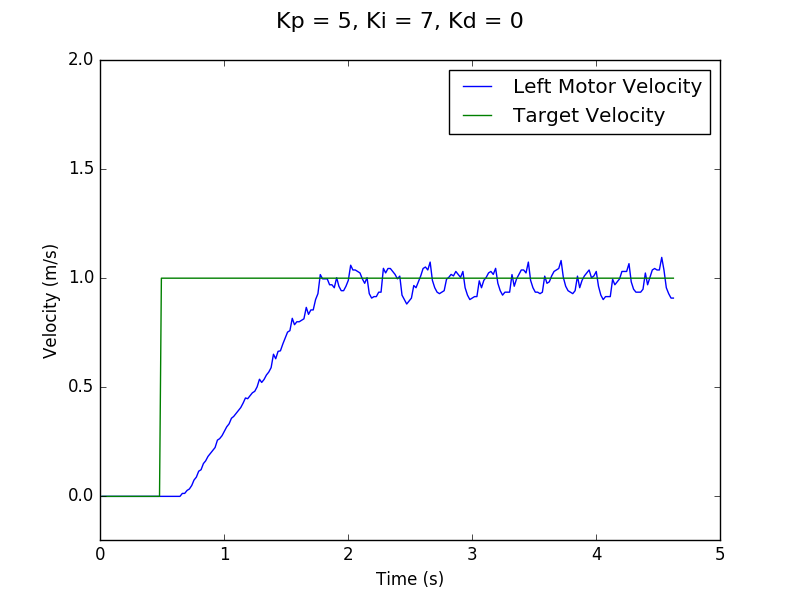 Kp = 5, Ki = 7, Kd = 0
2.0
Left Motor Velocity
Target Velocity
1.5
1.0
0.5
0.0
Velocity (m/s)
0 1 2 3 4 5
Time (s)